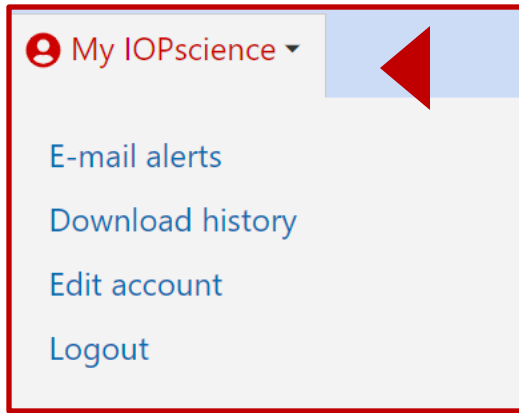 My IOPscience
E-mail alerts
Download history
Edit account
Logout